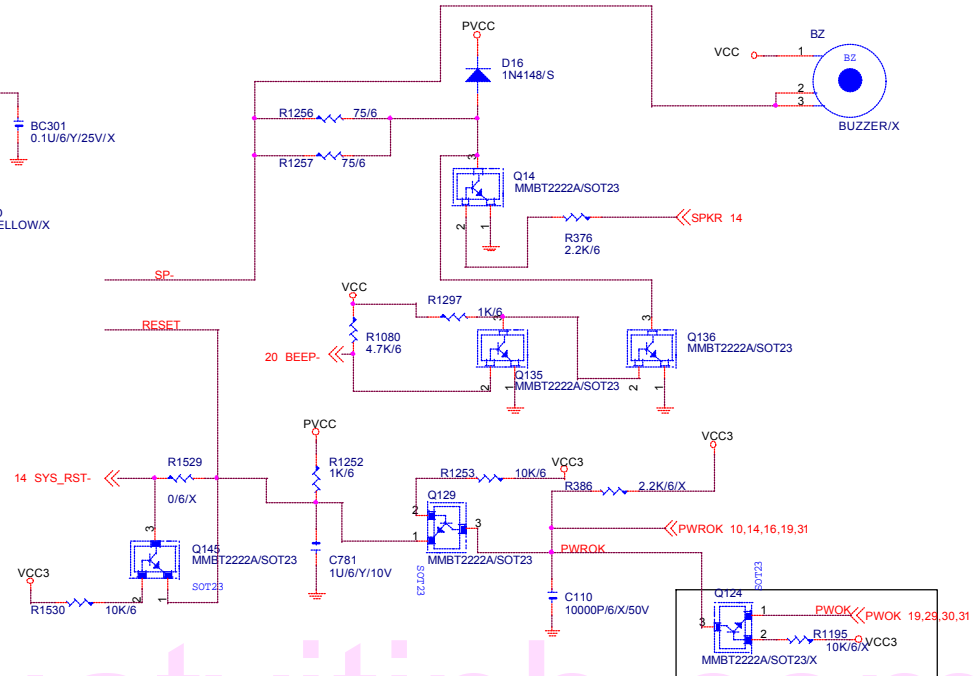 PVCC
BZ
VCC
1
BZ
D16
1N4148/S
2
3
BUZZER/X
R1256
75/6
BC301
0.1U/6/Y/25V/X
R1257
75/6
3
Q14
MMBT2222A/SOT23
ELLOW/X
2
1
SPKR 14
R376
2.2K/6
SP-
VCC
R1297
1K/6
3
3
RESET
R1080
4.7K/6
Q136
MMBT2222A/SOT23
20 BEEP-
Q135
MMBT2222A/SOT23
2
1
2
1
PVCC
VCC3
R1529
R1252
1K/6
R1253
10K/6
VCC3
14 SYS_RST-
R386
2.2K/6/X
0/6/X
Q129
2
3
1
PWROK 10,14,16,19,31
3
Q145
MMBT2222A/SOT23
PWROK
C781
1U/6/Y/10V
MMBT2222A/SOT23
VCC3
SOT23
SOT23
SOT23
2
1
R1530
10K/6
C110
10000P/6/X/50V
Q124
1
PWOK
PWOK 19,29,30,31
3
2
R1195
10K/6/X
VCC3
MMBT2222A/SOT23/X